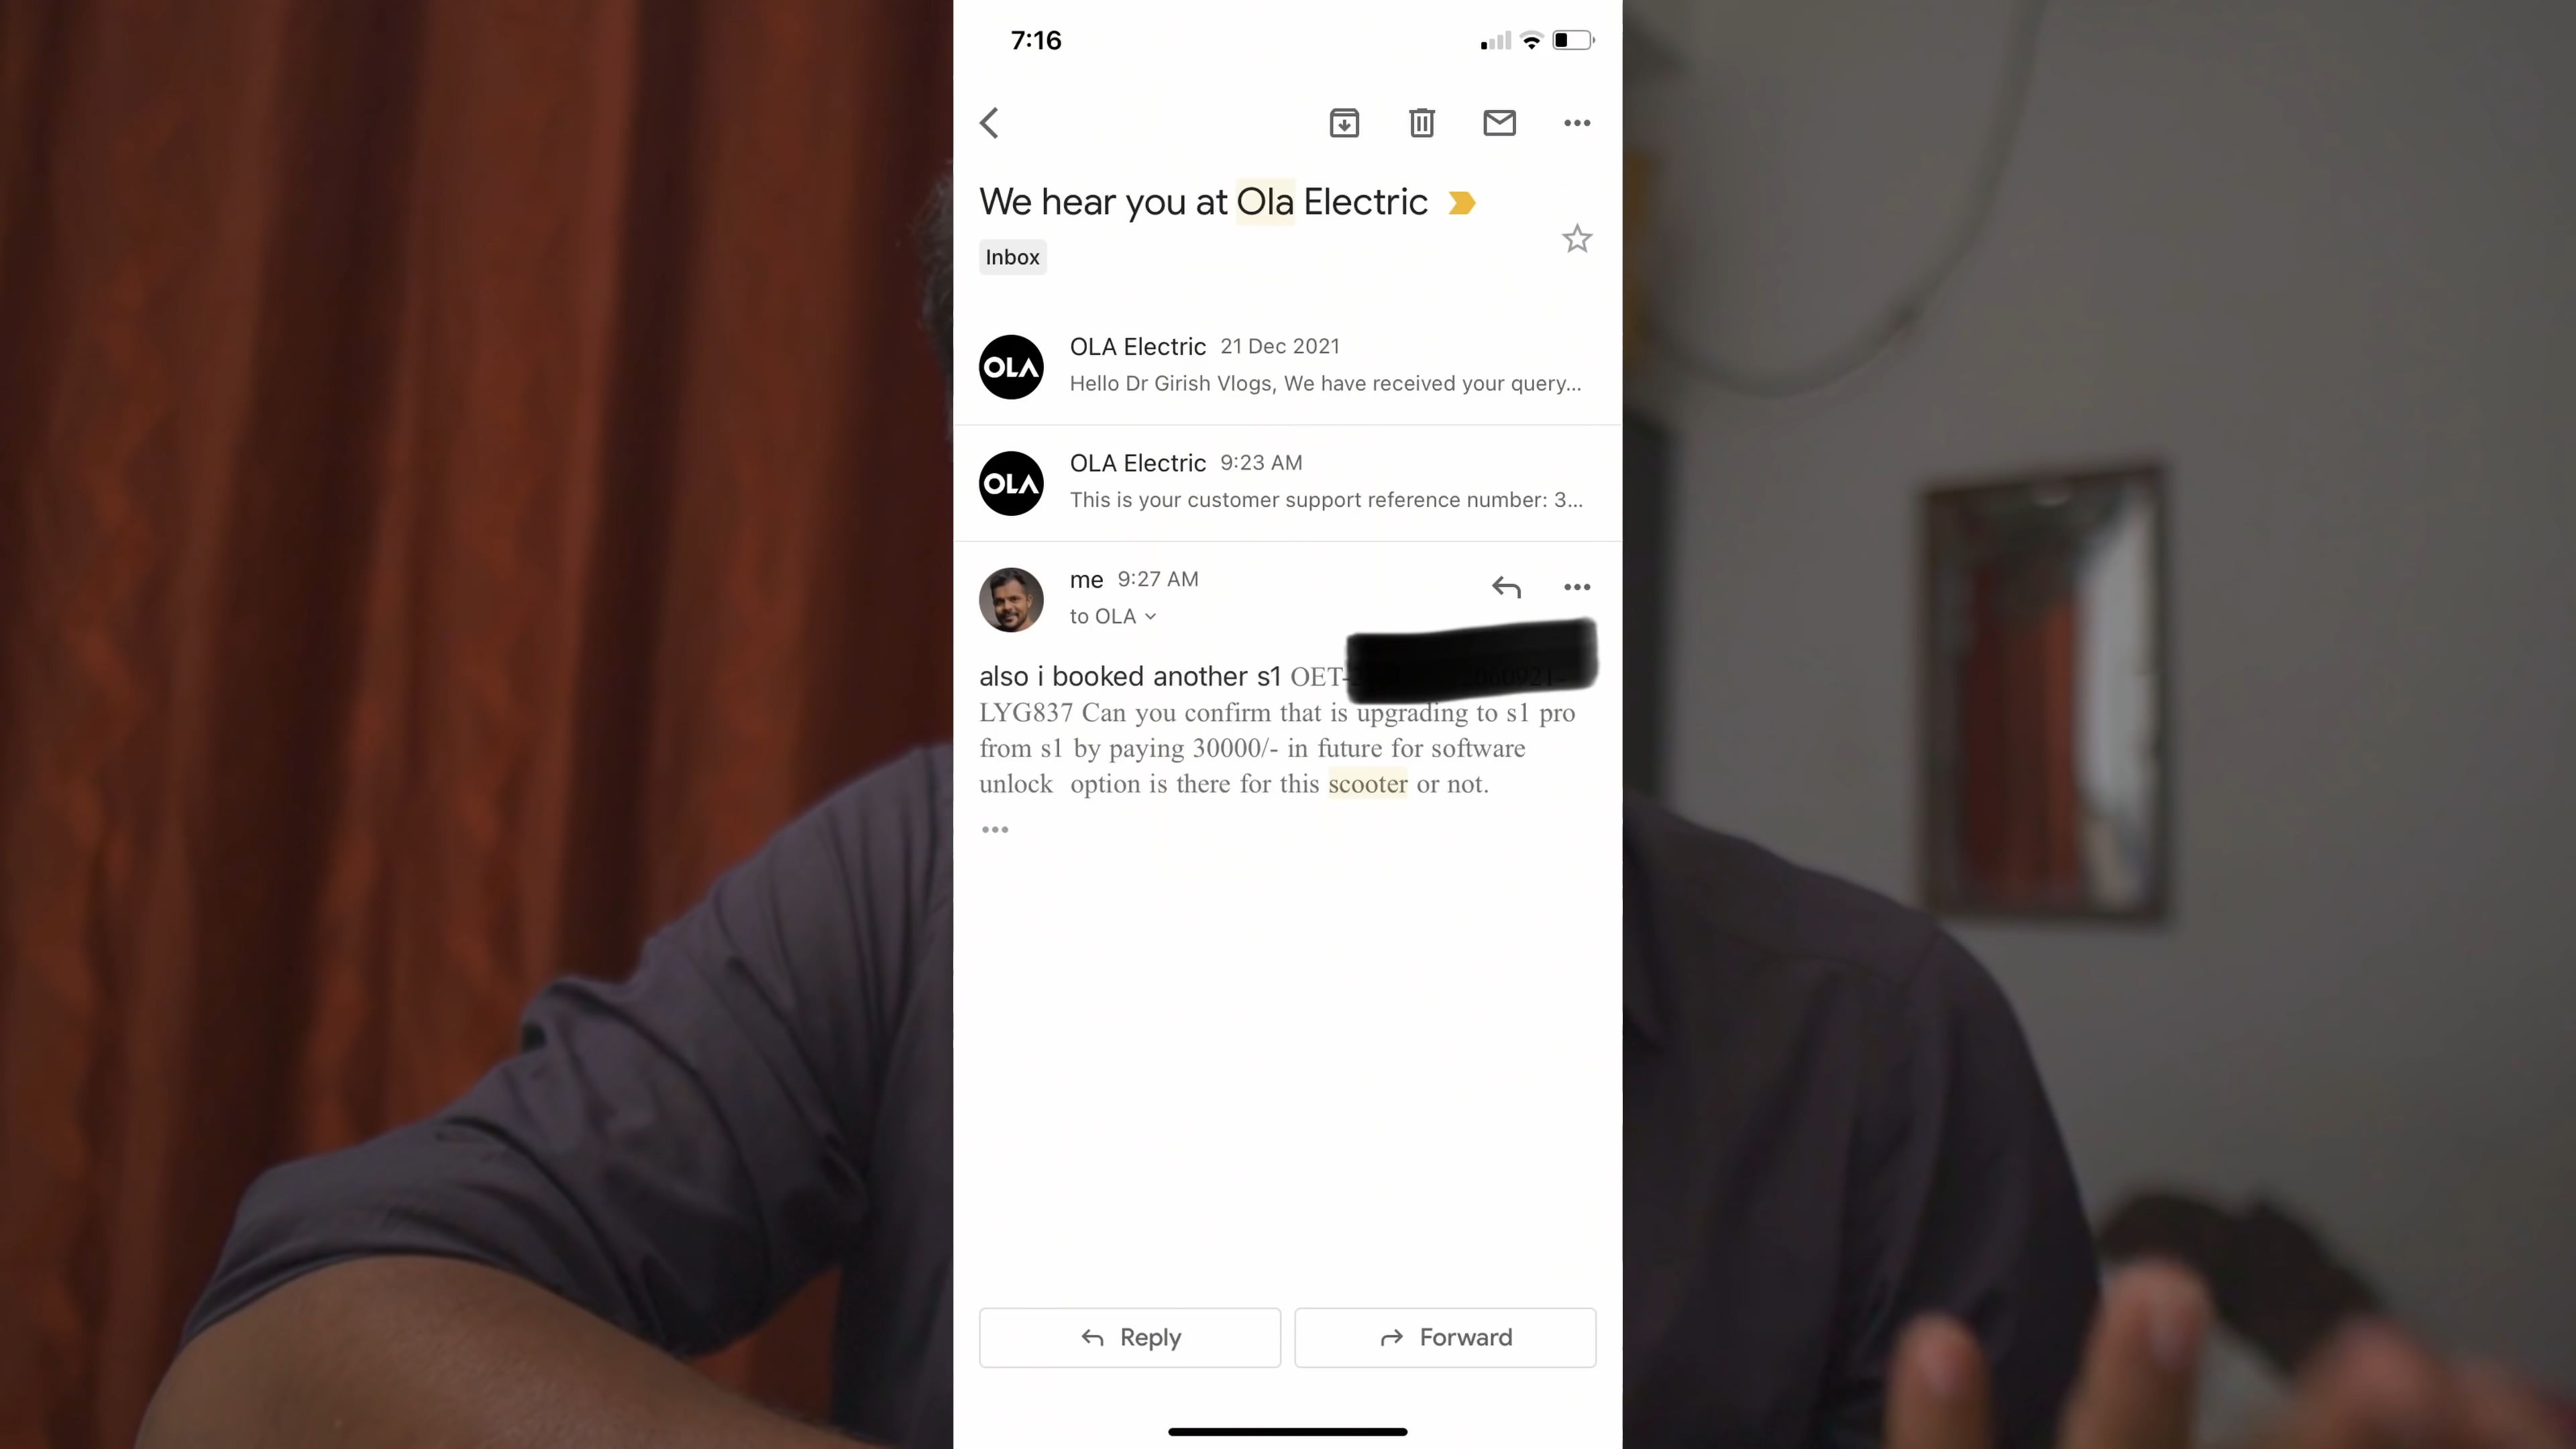 7:16
We hear you at Ola Electric
Inbox
OLA
OLA Electric 21 Dec 2021
Hello Dr Girish Vlogs, We have received your query...
OLA
OLA Electric 9:23 AM
This is your customer support reference number: 3...
me 9:27 AM
to OLA
also i booked another s1 OET-
LYG837 Can you confirm that is upgrading to s1 pro
from s1 by paying 30000/- in future for software
unlock option is there for this scooter or not.
Reply
Forward